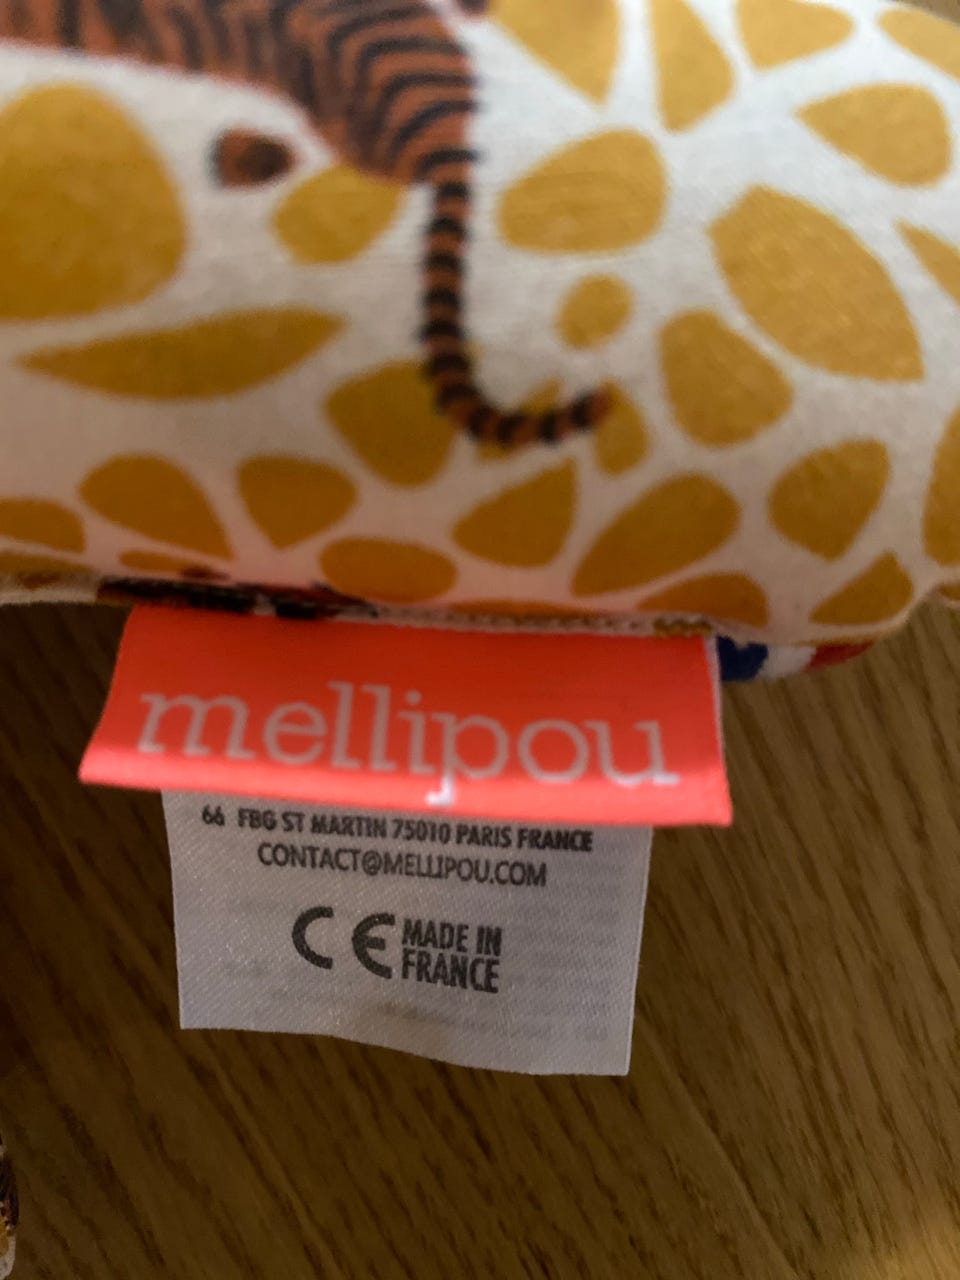 mellipou
66 FBG ST MARTIN 75010 PARIS FRANCE
CONTACT@MELLIPOU.COM
CE MADE IN
FRANCE